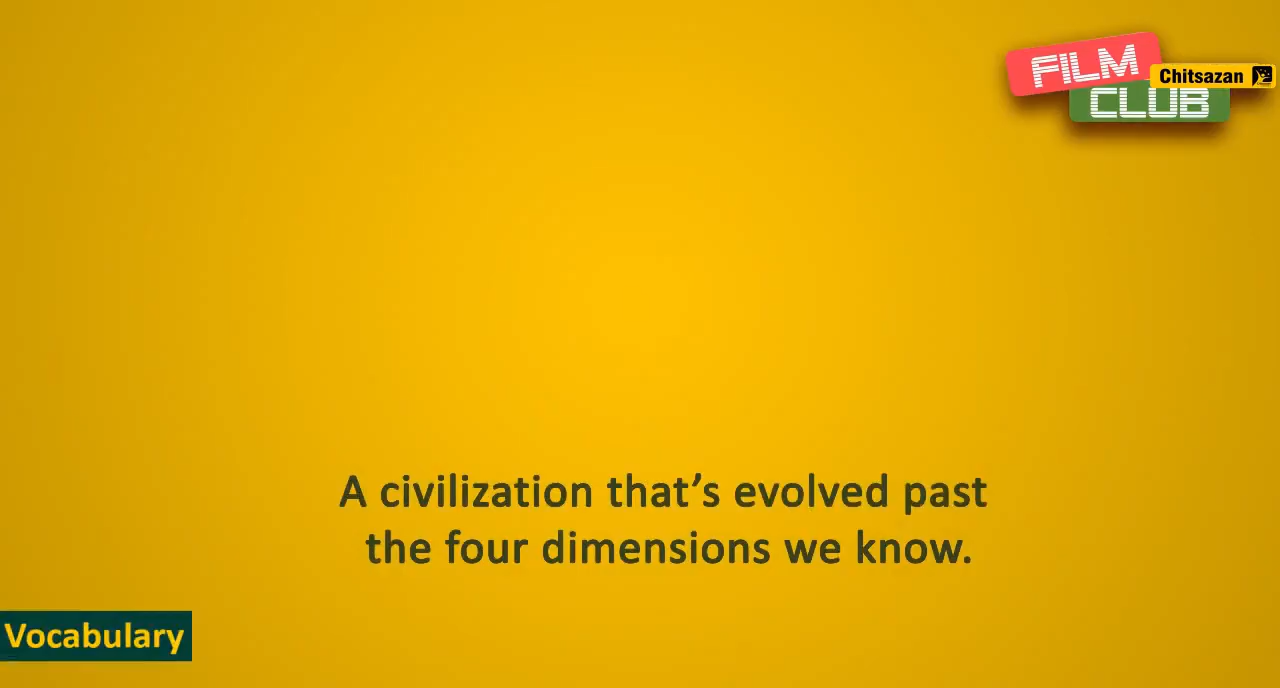 FILM
Chitsazan
CLUB
A civilization that’s evolved past
the four dimensions we know.
Vocabulary